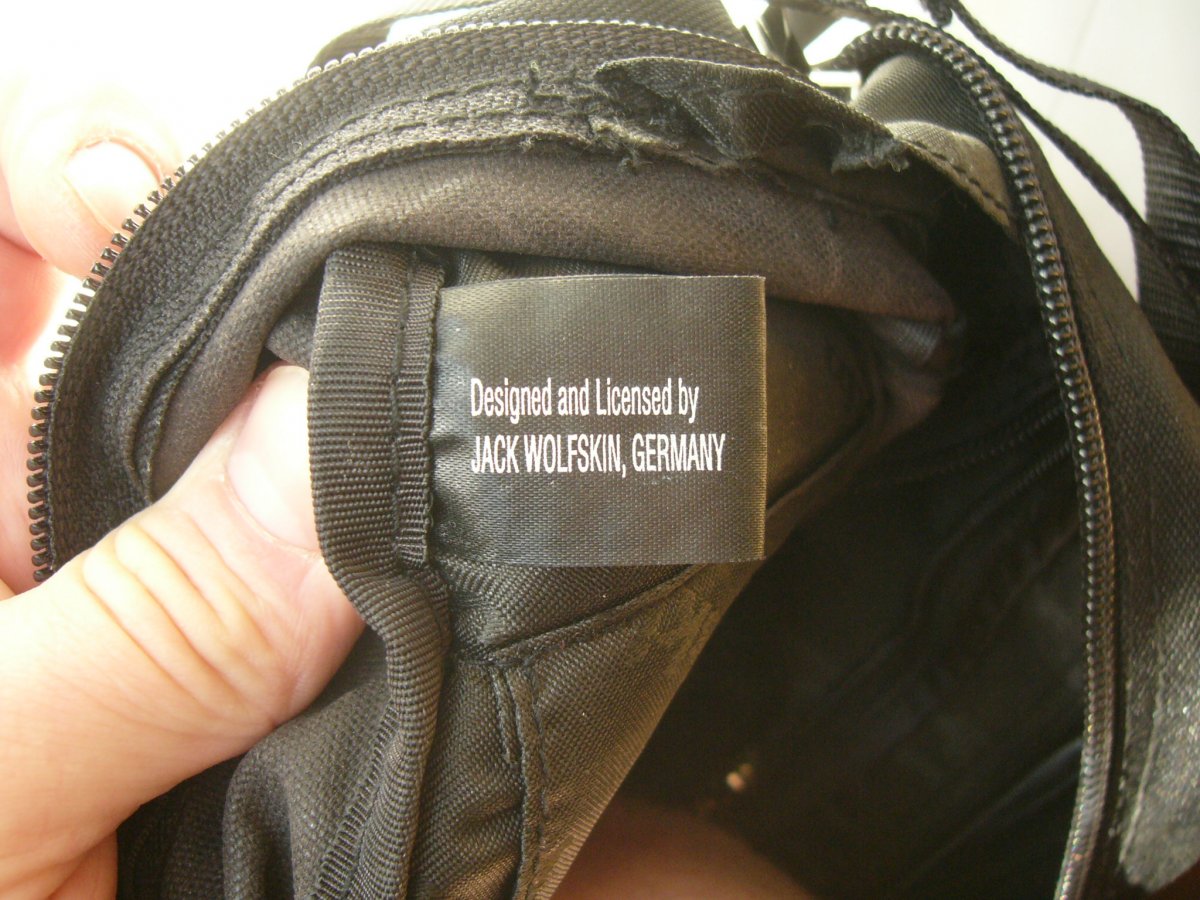 Designed and Licensed by
JACK WOLFSKIN, GERMANY